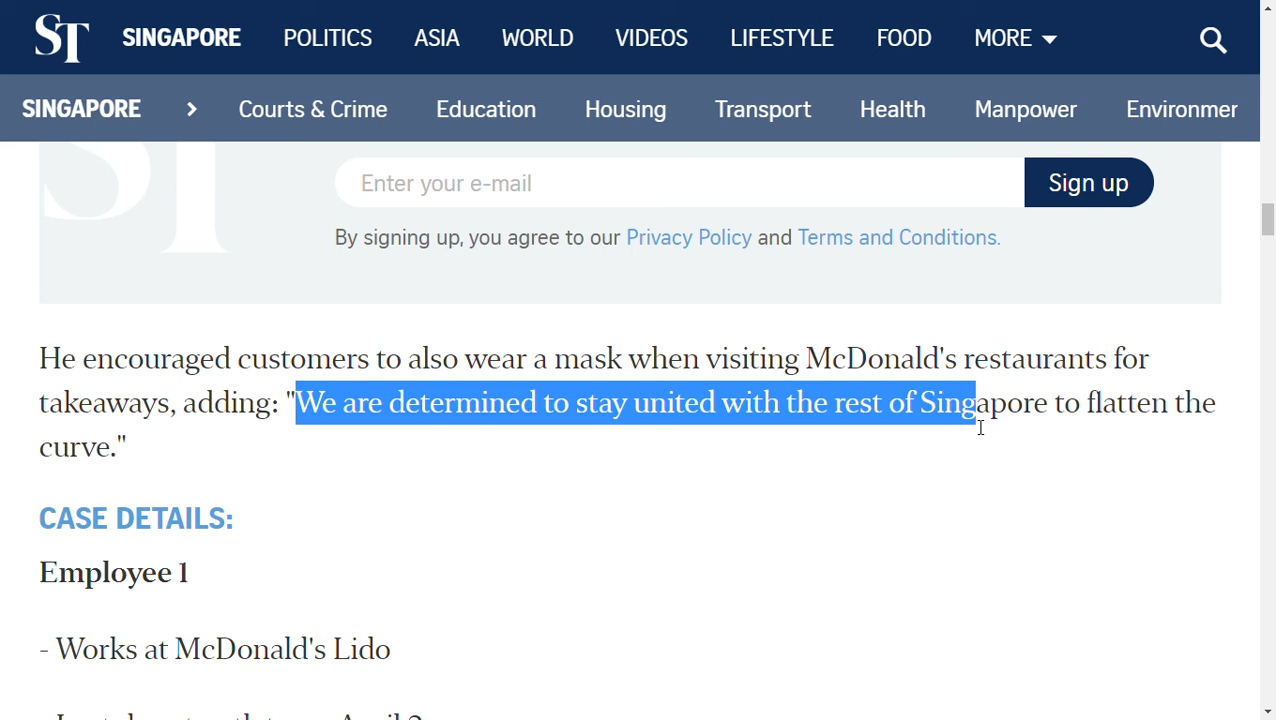 ST SINGAPORE POLITICS ASIA WORLD VIDEOS LIFESTYLE FOOD MORE
SINGAPORE > Courts & Crime Education Housing Transport Health Manpower Environmer
ST
Enter your e-mail Sign up
By signing up, you agree to our Privacy Policy and Terms and Conditions.
He encouraged customers to also wear a mask when visiting McDonald's restaurants for
takeaways, adding: "We are determined to stay united with the rest of Singapore to flatten the
curve."
CASE DETAILS:
Employee 1
- Works at McDonald's Lido